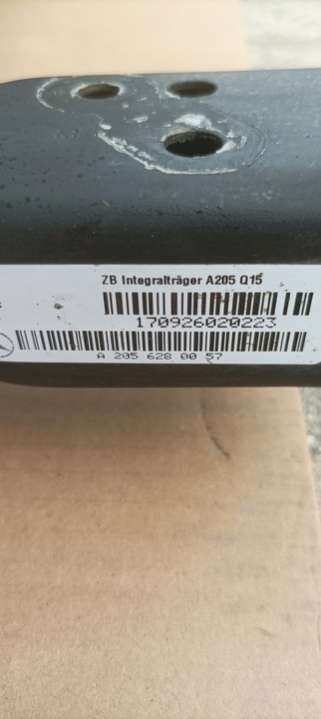 ZB Integralträger A205 Q15
170926020223
A 205 628 00 57